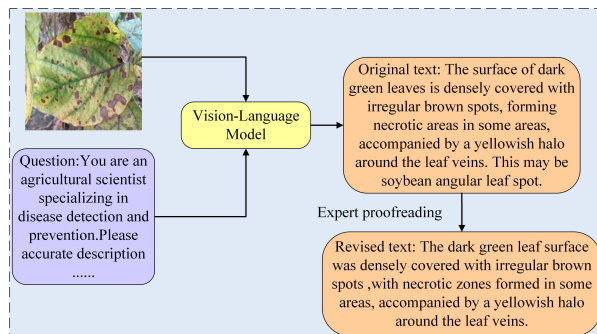 Question:You are an
agricultural scientist
specializing in
disease detection and
prevention.Please
accurate description
......
Vision-Language
Model
Original text: The surface of dark
green leaves is densely covered with
irregular brown spots, forming
necrotic areas in some areas,
accompanied by a yellowish halo
around the leaf veins. This may be
soybean angular leaf spot.
Expert proofreading
Revised text: The dark green leaf surface
was densely covered with irregular brown
spots ,with necrotic zones formed in some
areas, accompanied by a yellowish halo
around the leaf veins.